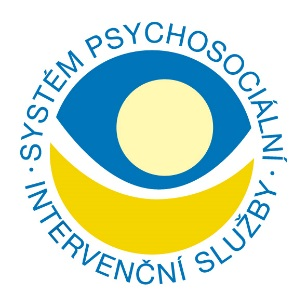 SYSTÉM PSYCHOSOCIÁLNÍ
· INTERVENČNÍ SLUŽBY ·